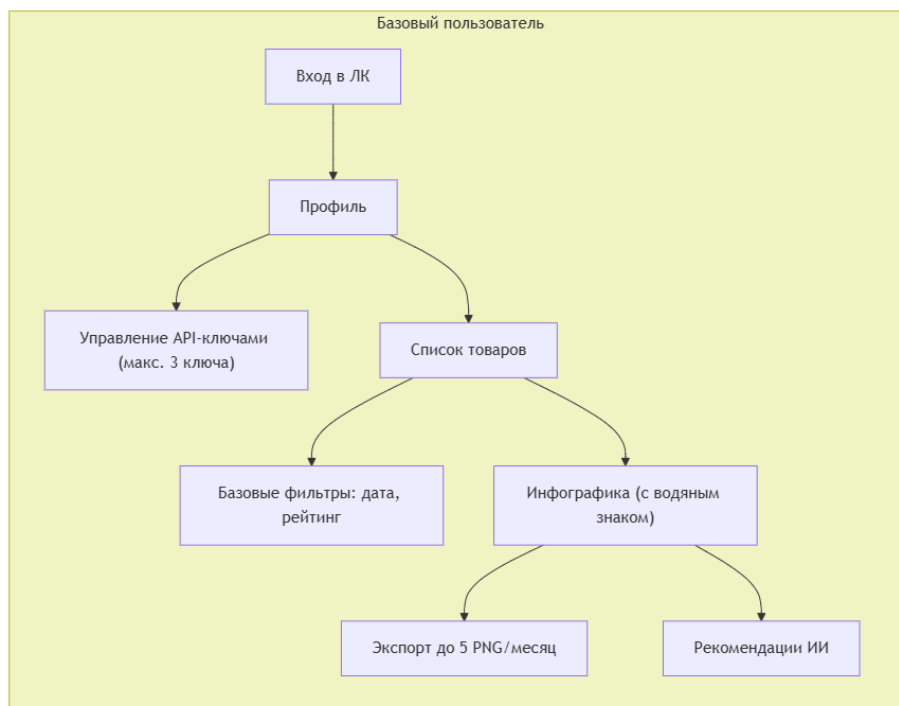 Базовый пользователь
Вход в ЛК
Профиль
Управление API-ключами
(макс. 3 ключа)
Список товаров
Базовые фильтры: дата,
рейтинг
Инфографика (с водяным
знаком)
Экспорт до 5 PNG/месяц
Рекомендации ИИ